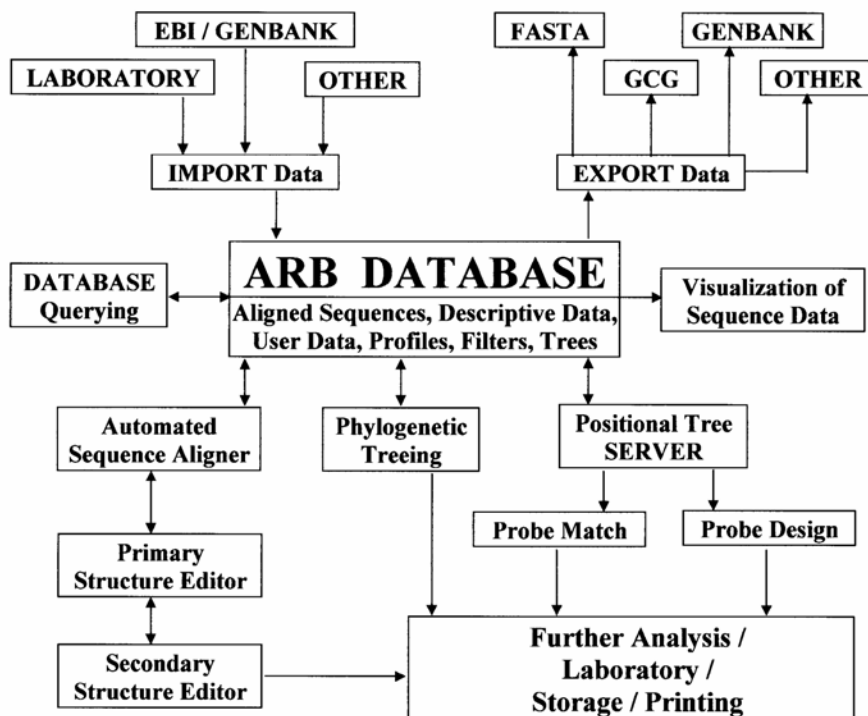 EBI / GENBANK
LABORATORY
OTHER
IMPORT Data
FASTA
GENBANK
GCG
OTHER
EXPORT Data
ARB DATABASE
Aligned Sequences, Descriptive Data,
User Data, Profiles, Filters, Trees
DATABASE
Querying
Visualization of
Sequence Data
Automated
Sequence Aligner
Phylogenetic
Treeing
Positional Tree
SERVER
Probe Match
Probe Design
Primary
Structure Editor
Secondary
Structure Editor
Further Analysis /
Laboratory /
Storage / Printing